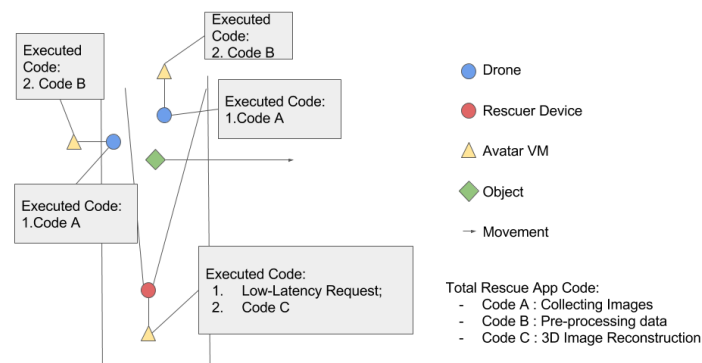 Executed
Code:
2. Code B
Executed
Code:
2. Code B
Executed Code:
1.Code A
Executed Code:
1.Code A
Executed Code:
1. Low-Latency Request;
2. Code C
Drone
Rescuer Device
Avatar VM
Object
Movement
Total Rescue App Code:
- Code A : Collecting Images
- Code B : Pre-processing data
- Code C : 3D Image Reconstruction